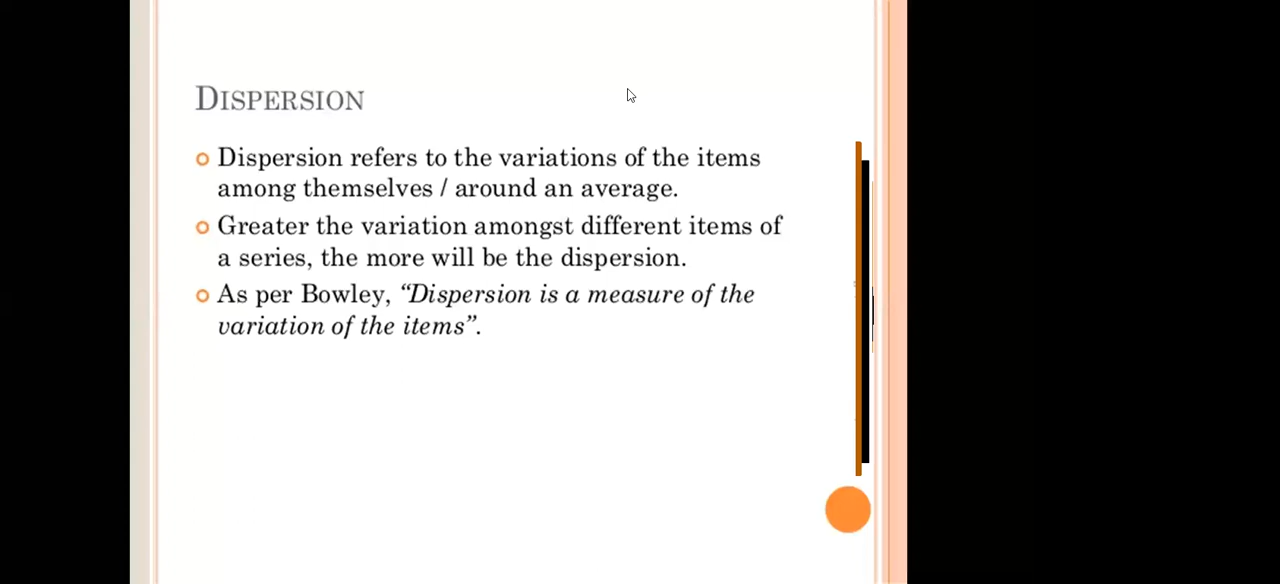 DISPERSION
Dispersion refers to the variations of the items
among themselves / around an average.
Greater the variation amongst different items of
a series, the more will be the dispersion.
As per Bowley, “Dispersion is a measure of the
variation of the items”.